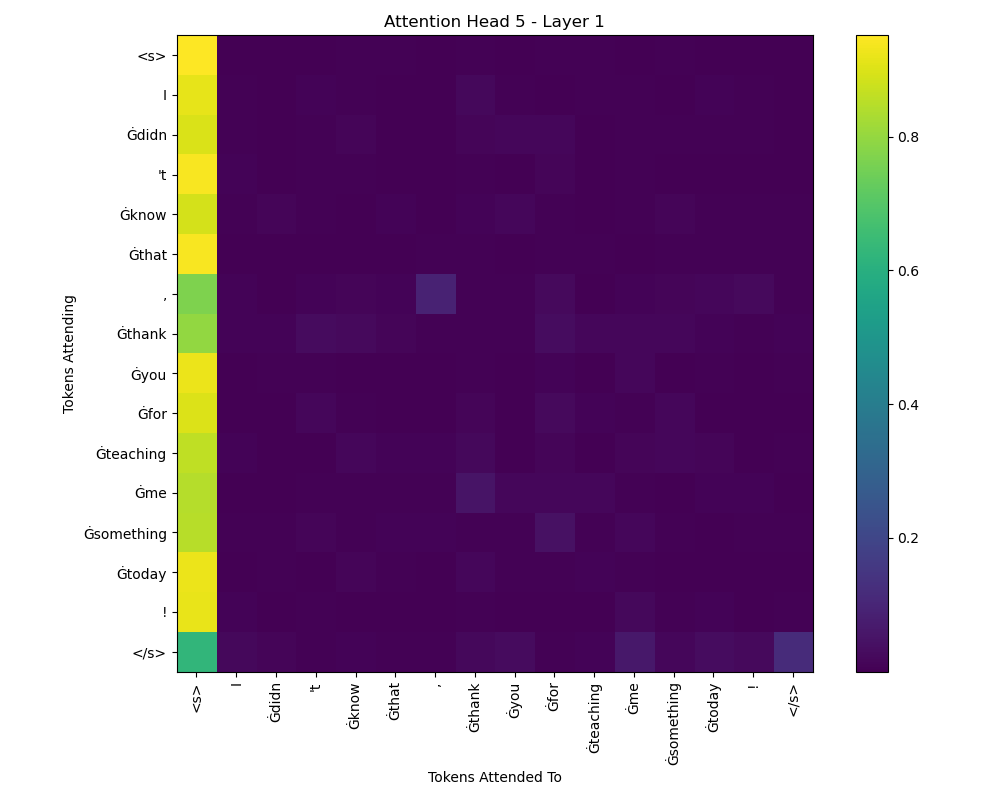 Attention Head 5 - Layer 1
<s>
I
Ġdidn
't
Ġknow
Ġthat
,
Ġthank
Ġyou
Ġfor
Ġteaching
Ġme
Ġsomething
Ġtoday
!
</s>
Tokens Attending
<s>
I
Ġdidn
't
Ġknow
Ġthat
,
Ġthank
Ġyou
Ġfor
Ġteaching
Ġme
Ġsomething
Ġtoday
!
</s>
Tokens Attended To
0.8
0.6
0.4
0.2